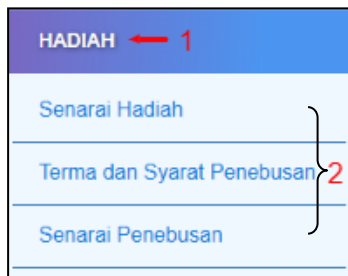 HADIAH 1
Senarai Hadiah
Terma dan Syarat Penebusan 2
Senarai Penebusan